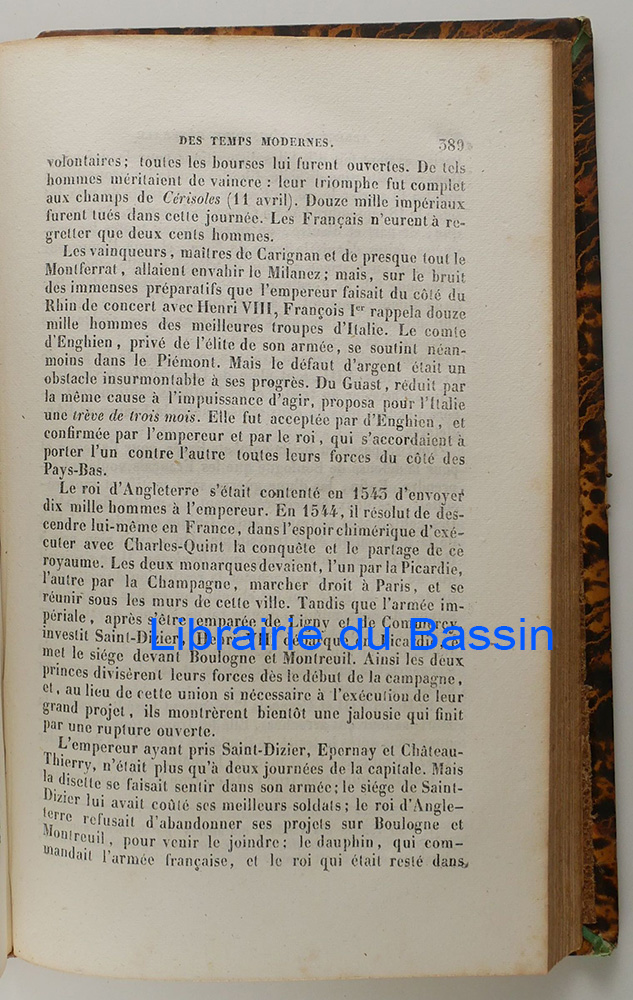 DES TEMPS MODERNES. 389
volontaires; toutes les bourses lui furent ouvertes. De tels
hommes méritaient de vaincre : leur triomphe fut complet
aux champs de Cérisoles (11 avril). Douze mille impériaux
furent tués dans cette journée. Les Français n'eurent à re-
gretter que deux cents hommes.
Les vainqueurs, maîtres de Carignan et de presque tout le
Montferrat, allaient envahir le Milanez; mais, sur le bruit
des immenses préparatifs que l'empereur faisait du côté du
Rhin de concert avec Henri VIII, François Ier rappela douze
mille hommes des meilleures troupes d'Italie. Le comte
d'Enghien, privé de l'élite de son armée, se soutint néan-
moins dans le Piémont. Mais le défaut d'argent était un
obstacle insurmontable à ses progrès. Du Guast, réduit par
la même cause à l'impuissance d'agir, proposa pour l'Italie
une trève de trois mois. Elle fut acceptée par d'Enghien, et
confirmée par l'empereur et par le roi, qui s'accordaient à
porter l'un contre l'autre toutes leurs forces du côté des
Pays-Bas.
Le roi d'Angleterre s'était contenté en 1543 d'envoyer
dix mille hommes à l'empereur. En 1544, il résolut de des-
cendre lui-même en France, dans l'espoir chimérique d'exé-
cuter avec Charles-Quint la conquête et le partage de ce
royaume. Les deux monarques devaient, l'un par la Picardie,
l'autre par la Champagne, marcher droit à Paris, et se
réunir sous les murs de cette ville. Tandis que l'armée im-
périale, après s'être emparée de Ligny et de Commercy,
investit Saint-Dizier, Henri VIII débarque en Picardie et
Librairie du Bassin
met le siége devant Boulogne et Montreuil. Ainsi les deux
princes divisèrent leurs forces dès le début de la campagne,
et, au lieu de cette union si nécessaire à l'exécution de leur
grand projet, ils montrèrent bientôt une jalousie qui finit
par une rupture ouverte.
L'empereur ayant pris Saint-Dizier, Epernay et Château-
Thierry, n'était plus qu'à deux journées de la capitale. Mais
la disette se faisait sentir dans son armée; le siége de Saint-
Dizier lui avait coûté ses meilleurs soldats; le roi d'Angle-
terre refusait d'abandonner ses projets sur Boulogne et
Montreuil, pour venir le joindre; le dauphin, qui com-
mandait l'armée française, et le roi qui était resté dans